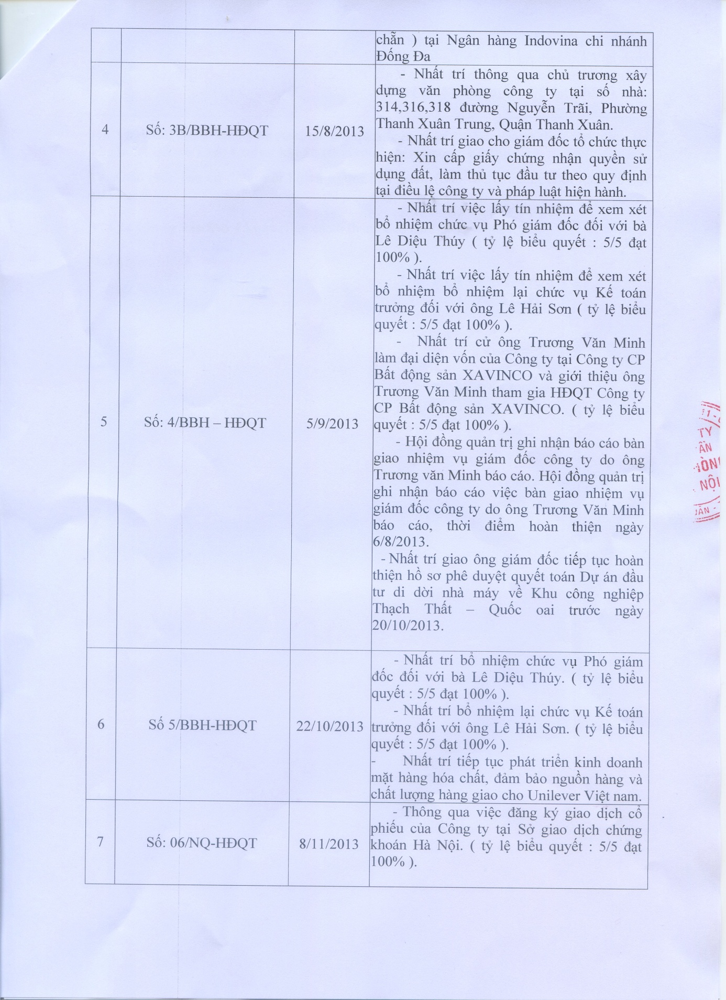 chẵn ) tại Ngân hàng Indovina chi nhánh
Đống Đa
4
Số: 3B/BBH-HĐQT
15/8/2013
- Nhất trí thông qua chủ trương xây
dựng văn phòng công ty tại số nhà:
314,316,318 đường Nguyễn Trãi, Phường
Thanh Xuân Trung, Quận Thanh Xuân.
- Nhất trí giao cho giám đốc tổ chức thực
hiện: Xin cấp giấy chứng nhận quyền sử
dụng đất, làm thủ tục đầu tư theo quy định
tại điều lệ công ty và pháp luật hiện hành.
5
Số: 4/BBH – HĐQT
5/9/2013
- Nhất trí việc lấy tín nhiệm để xem xét
bổ nhiệm chức vụ Phó giám đốc đối với bà
Lê Diệu Thúy ( tỷ lệ biểu quyết : 5/5 đạt
100% ).
- Nhất trí việc lấy tín nhiệm để xem xét
bổ nhiệm bổ nhiệm lại chức vụ Kế toán
trưởng đối với ông Lê Hải Sơn ( tỷ lệ biểu
quyết : 5/5 đạt 100% ).
- Nhất trí cử ông Trương Văn Minh
làm đại diện vốn của Công ty tại Công ty CP
Bất động sản XAVINCO và giới thiệu ông
Trương Văn Minh tham gia HĐQT Công ty
CP Bất động sản XAVINCO. ( tỷ lệ biểu
quyết : 5/5 đạt 100% ).
- Hội đồng quản trị ghi nhận báo cáo bàn
giao nhiệm vụ giám đốc công ty do ông
Trương văn Minh báo cáo. Hội đồng quản trị
ghi nhận báo cáo việc bàn giao nhiệm vụ
giám đốc công ty do ông Trương Văn Minh
báo cáo, thời điểm hoàn thiện ngày
6/8/2013.
- Nhất trí giao ông giám đốc tiếp tục hoàn
thiện hồ sơ phê duyệt quyết toán Dự án đầu
tư di dời nhà máy về Khu công nghiệp
Thạch Thất – Quốc oai trước ngày
20/10/2013.
6
Số 5/BBH-HĐQT
22/10/2013
- Nhất trí bổ nhiệm chức vụ Phó giám
đốc đối với bà Lê Diệu Thúy. ( tỷ lệ biểu
quyết : 5/5 đạt 100% ).
- Nhất trí bổ nhiệm lại chức vụ Kế toán
trưởng đối với ông Lê Hải Sơn. ( tỷ lệ biểu
quyết : 5/5 đạt 100% ).
- Nhất trí tiếp tục phát triển kinh doanh
mặt hàng hóa chất, đảm bảo nguồn hàng và
chất lượng hàng giao cho Unilever Việt nam.
7
Số: 06/NQ-HĐQT
8/11/2013
- Thông qua việc đăng ký giao dịch cổ
phiếu của Công ty tại Sở giao dịch chứng
khoán Hà Nội. ( tỷ lệ biểu quyết : 5/5 đạt
100% ).
TY
NỘI